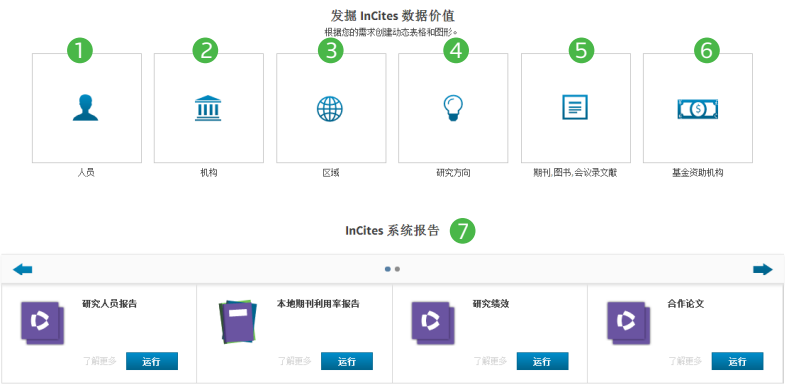 发掘 InCites 数据价值
根据您的需求创建动态表格和图形。
1 2 3 4 5 6
$
人员 机构 区域 研究方向 期刊,图书,会议录文献 基金资助机构
InCites 系统报告 7
研究人员报告 本地期刊利用率报告 研究绩效 合作论文
了解更多 运行 了解更多 运行 了解更多 运行 了解更多 运行